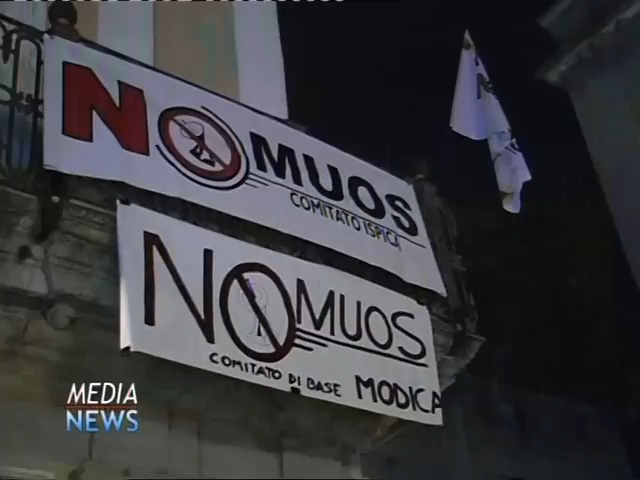 NO MUOS
COMITATO ISPICA
NO MUOS
COMITATO DI BASE MODICA
MEDIA
NEWS